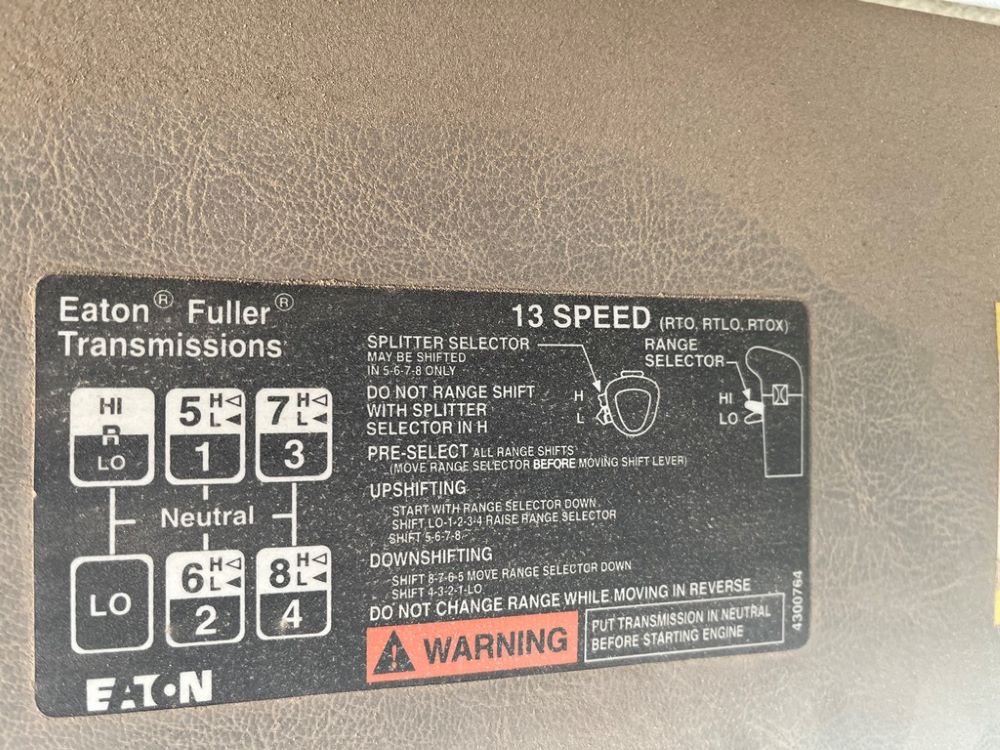 Eaton® Fuller®
Transmissions
13 SPEED (RTO, RTLO, RTOX)
SPLITTER SELECTOR
MAY BE SHIFTED
IN 5-6-7-8 ONLY
RANGE
SELECTOR
DO NOT RANGE SHIFT
WITH SPLITTER
SELECTOR IN H
H
L
HI
LO
PRE-SELECT ALL RANGE SHIFTS
(MOVE RANGE SELECTOR BEFORE MOVING SHIFT LEVER)
UPSHIFTING
START WITH RANGE SELECTOR DOWN
SHIFT LO-1-2-3-4 RAISE RANGE SELECTOR
SHIFT 5-6-7-8
DOWNSHIFTING
SHIFT 8-7-6-5 MOVE RANGE SELECTOR DOWN
SHIFT 4-3-2-1-LO
DO NOT CHANGE RANGE WHILE MOVING IN REVERSE
WARNING
PUT TRANSMISSION IN NEUTRAL
BEFORE STARTING ENGINE
4300764
HI
R
LO
5 H
L
1
7 H
L
3
Neutral
LO
6 H
L
2
8 H
L
4
EATON